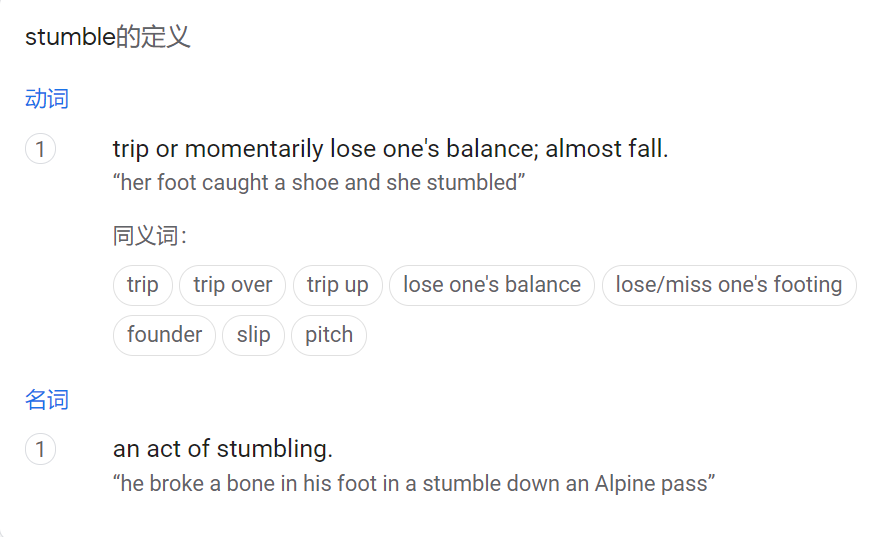 stumble的定义
动词
1
trip or momentarily lose one's balance; almost fall.
“her foot caught a shoe and she stumbled”
同义词：
trip trip over trip up lose one's balance lose/miss one's footing
founder slip pitch
名词
1
an act of stumbling.
“he broke a bone in his foot in a stumble down an Alpine pass”